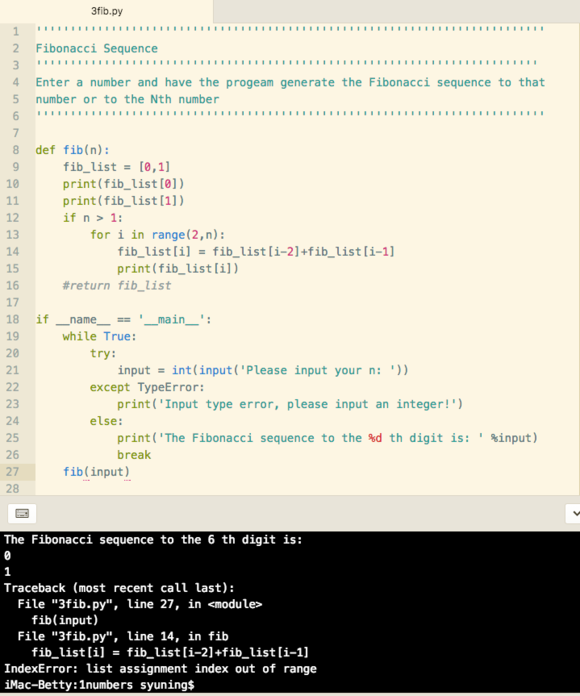 3fib.py
1 '''''''''''''''''''''''''''''''''''''''''''''''''''''''''''''''''''''''''''
2 Fibonacci Sequence
3 ''''''''''''''''''''''''''''''''''''''''''''''''''''''''''''''''''''''''''
4 Enter a number and have the progeam generate the Fibonacci sequence to that
5 number or to the Nth number
6 '''''''''''''''''''''''''''''''''''''''''''''''''''''''''''''''''''''''''''
7
8 def fib(n):
9     fib_list = [0,1]
10     print(fib_list[0])
11     print(fib_list[1])
12     if n > 1:
13         for i in range(2,n):
14             fib_list[i] = fib_list[i-2]+fib_list[i-1]
15             print(fib_list[i])
16     #return fib_list
17
18 if __name__ == '__main__':
19     while True:
20         try:
21             input = int(input('Please input your n: '))
22         except TypeError:
23             print('Input type error, please input an integer!')
24         else:
25             print('The Fibonacci sequence to the %d th digit is: ' %input)
26             break
27     fib(input)
28
The Fibonacci sequence to the 6 th digit is:
0
1
Traceback (most recent call last):
  File "3fib.py", line 27, in <module>
    fib(input)
  File "3fib.py", line 14, in fib
    fib_list[i] = fib_list[i-2]+fib_list[i-1]
IndexError: list assignment index out of range
iMac-Betty:1numbers syuning$